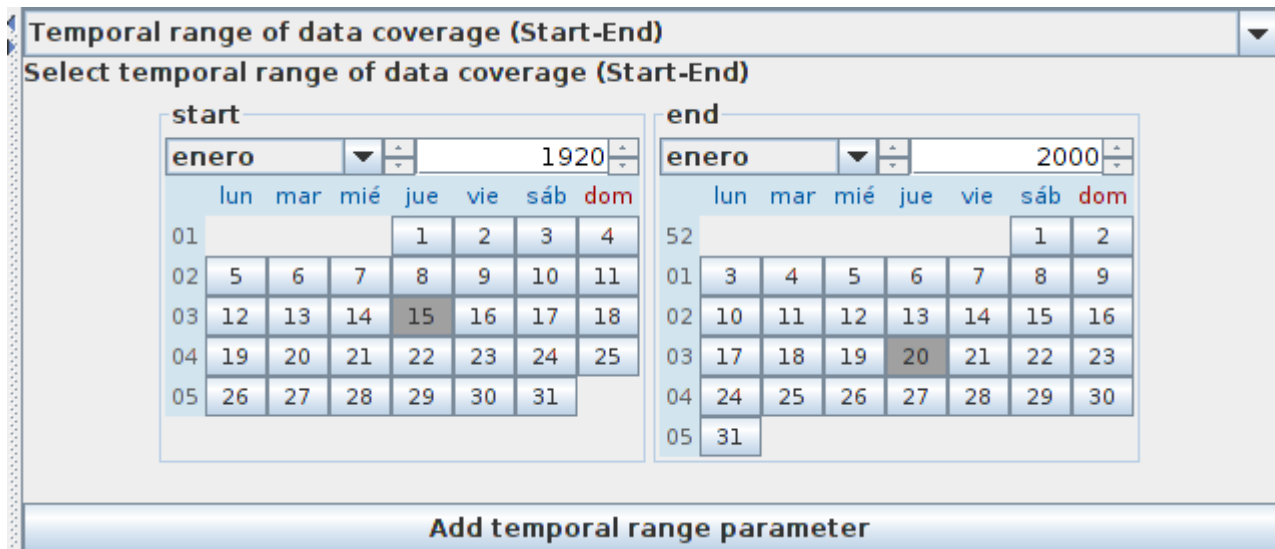 Temporal range of data coverage (Start-End)
Select temporal range of data coverage (Start-End)
start
enero 1920
lun mar mié jue vie sáb dom
01 1 2 3 4
02 5 6 7 8 9 10 11
03 12 13 14 15 16 17 18
04 19 20 21 22 23 24 25
05 26 27 28 29 30 31
end
enero 2000
lun mar mié jue vie sáb dom
52 1 2
01 3 4 5 6 7 8 9
02 10 11 12 13 14 15 16
03 17 18 19 20 21 22 23
04 24 25 26 27 28 29 30
05 31
Add temporal range parameter